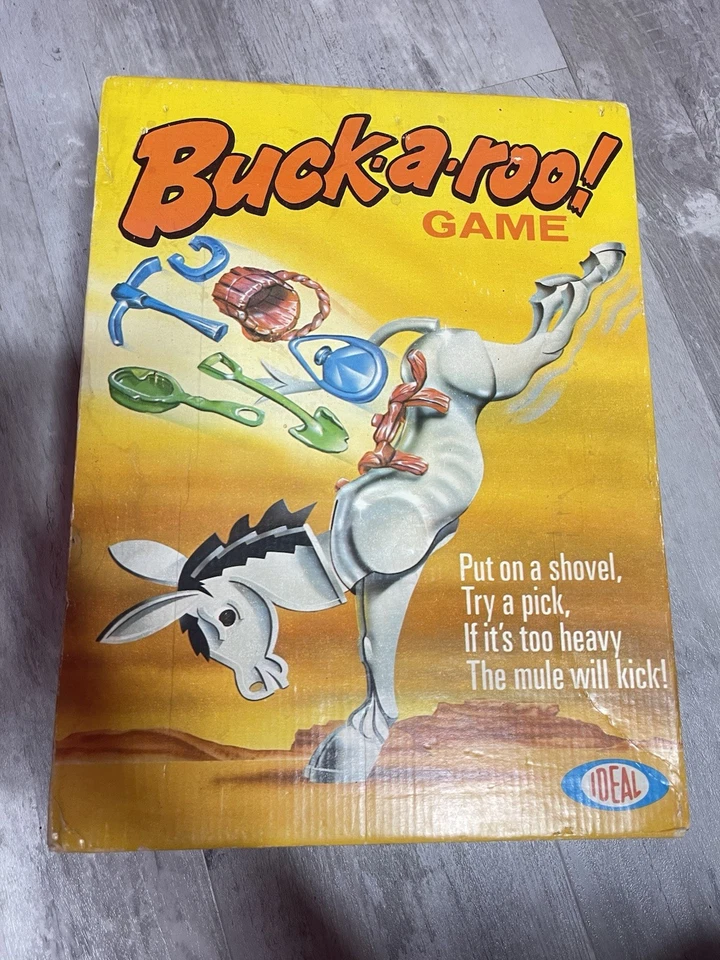 Buck·a·roo!
GAME
Put on a shovel,
Try a pick,
If it's too heavy
The mule will kick!
IDEAL